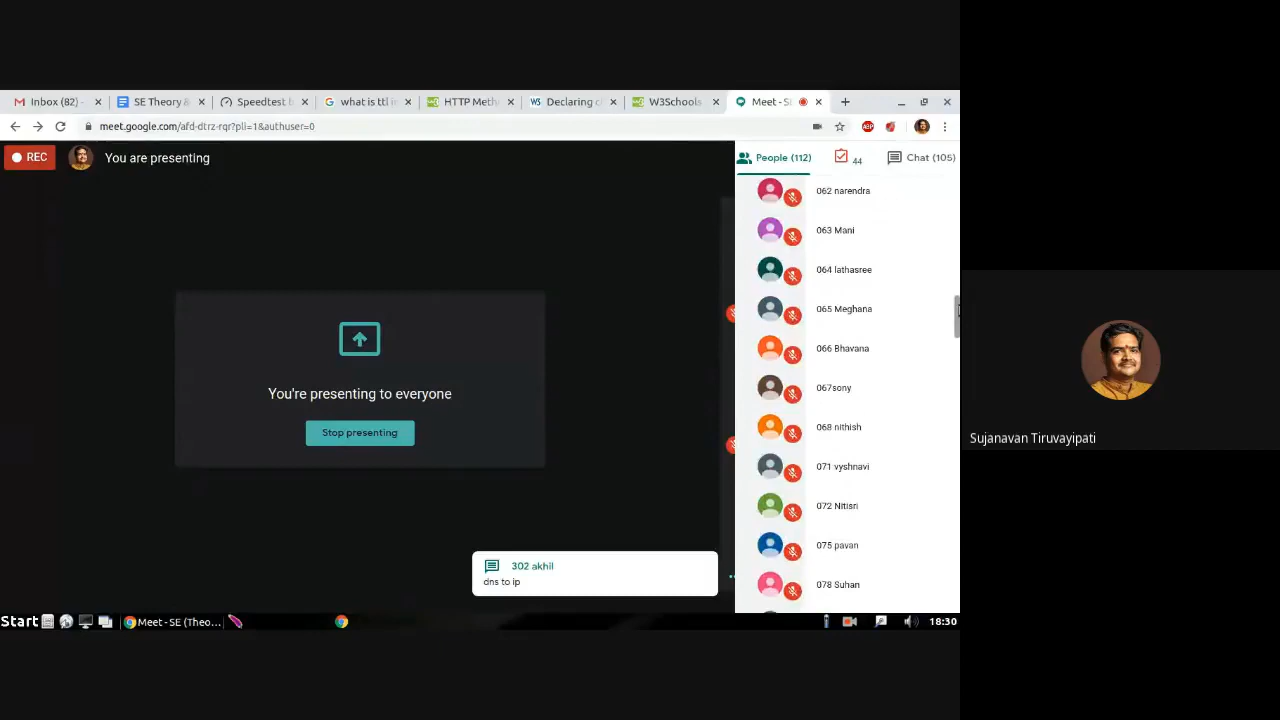 Inbox (82) -
SE Theory &
Speedtest b
what is ttl i
HTTP Meth
Declaring c
W3Schools
Meet - S
meet.google.com/afd-dtrz-rqr?pli=1&authuser=0
ABP
REC
You are presenting
People (112)
44
Chat (105)
062 narendra
063 Mani
064 lathasree
065 Meghana
066 Bhavana
067sony
068 nithish
071 vyshnavi
072 Nitisri
075 pavan
078 Suhan
You're presenting to everyone
Stop presenting
302 akhil
dns to ip
Sujanavan Tiruvayipati
Start
Meet - SE (Theo...
18:30